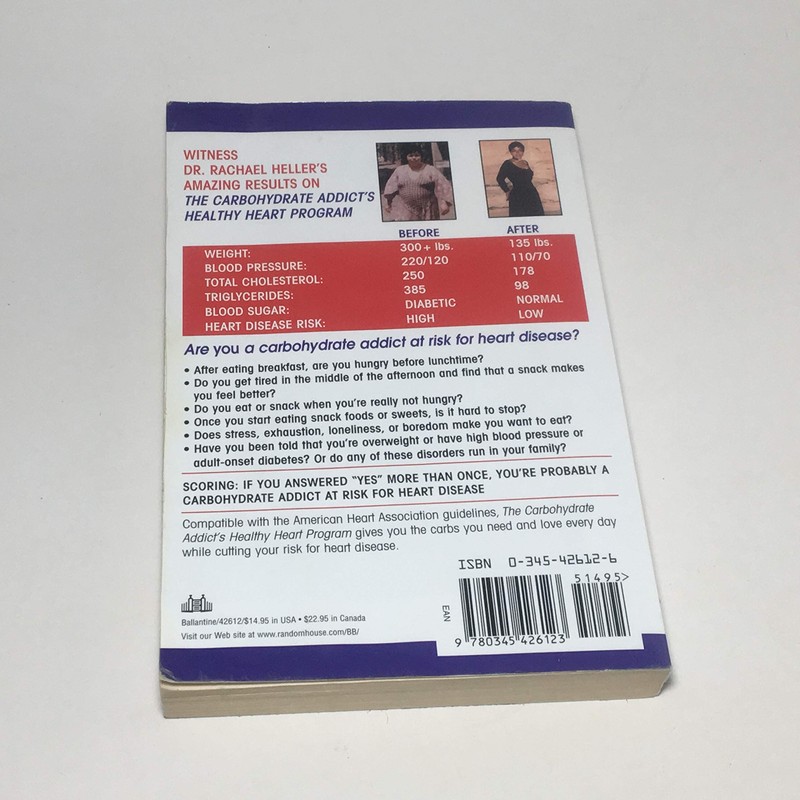 WITNESS
DR. RACHAEL HELLER'S
AMAZING RESULTS ON
THE CARBOHYDRATE ADDICT'S
HEALTHY HEART PROGRAM
BEFORE AFTER
WEIGHT: 300+ lbs. 135 lbs.
BLOOD PRESSURE: 220/120 110/70
TOTAL CHOLESTEROL: 250 178
TRIGLYCERIDES: 385 98
BLOOD SUGAR: DIABETIC NORMAL
HEART DISEASE RISK: HIGH LOW
Are you a carbohydrate addict at risk for heart disease?
• After eating breakfast, are you hungry before lunchtime?
• Do you get tired in the middle of the afternoon and find that a snack makes
you feel better?
• Do you eat or snack when you're really not hungry?
• Once you start eating snack foods or sweets, is it hard to stop?
• Does stress, exhaustion, loneliness, or boredom make you want to eat?
• Have you been told that you're overweight or have high blood pressure or
adult-onset diabetes? Or do any of these disorders run in your family?
SCORING: IF YOU ANSWERED "YES" MORE THAN ONCE, YOU'RE PROBABLY A
CARBOHYDRATE ADDICT AT RISK FOR HEART DISEASE
Compatible with the American Heart Association guidelines, The Carbohydrate
Addict's Healthy Heart Program gives you the carbs you need and love every day
while cutting your risk for heart disease.
ISBN 0-345-42612-6
51495>
EAN
9 780345 426123
Ballantine/42612/$14.95 in USA • $22.95 in Canada
Visit our Web site at www.randomhouse.com/BB/